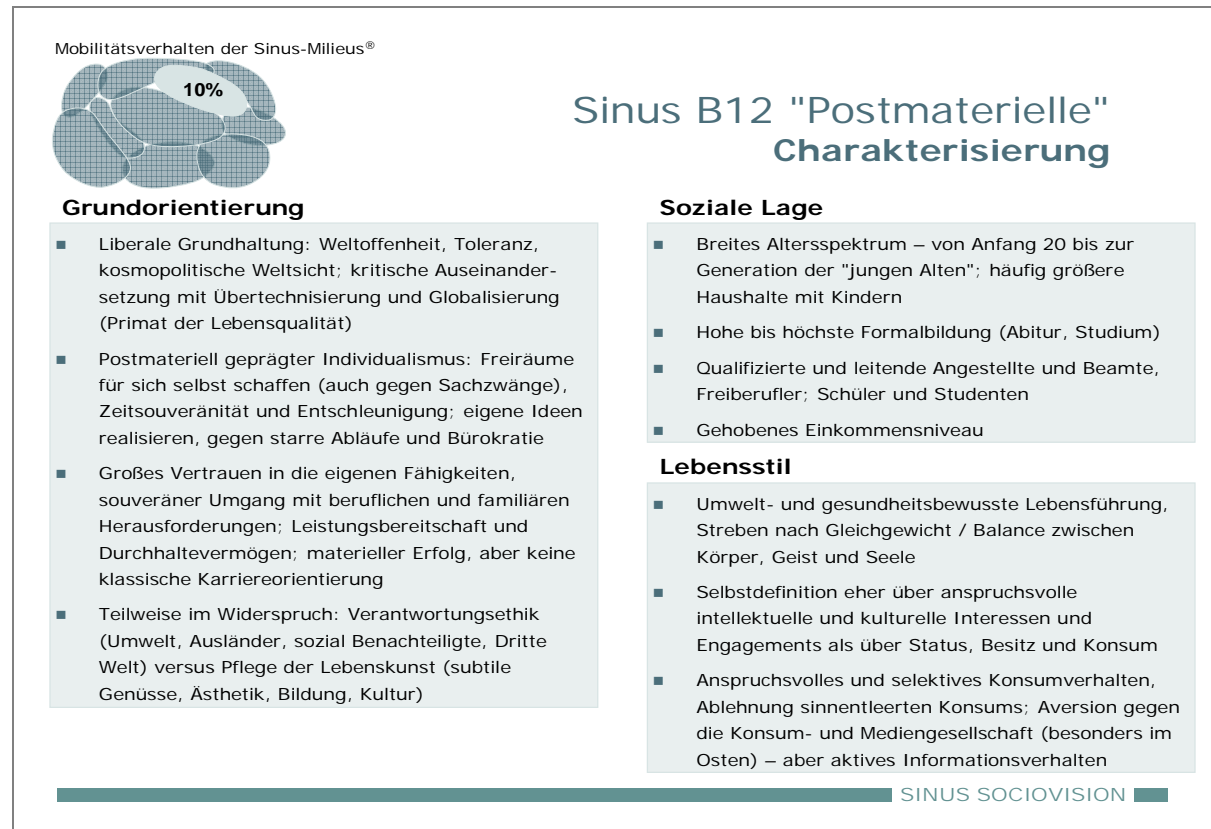 Mobilitätsverhalten der Sinus-Milieus®
10%
Sinus B12 "Postmaterielle"
Charakterisierung
Grundorientierung
■ Liberale Grundhaltung: Weltoffenheit, Toleranz,
kosmopolitische Weltsicht; kritische Auseinander-
setzung mit Übertechnisierung und Globalisierung
(Primat der Lebensqualität)
■ Postmateriell geprägter Individualismus: Freiräume
für sich selbst schaffen (auch gegen Sachzwänge),
Zeitsouveränität und Entschleunigung; eigene Ideen
realisieren, gegen starre Abläufe und Bürokratie
■ Großes Vertrauen in die eigenen Fähigkeiten,
souveräner Umgang mit beruflichen und familiären
Herausforderungen; Leistungsbereitschaft und
Durchhaltevermögen; materieller Erfolg, aber keine
klassische Karriereorientierung
■ Teilweise im Widerspruch: Verantwortungsethik
(Umwelt, Ausländer, sozial Benachteiligte, Dritte
Welt) versus Pflege der Lebenskunst (subtile
Genüsse, Ästhetik, Bildung, Kultur)
Soziale Lage
■ Breites Altersspektrum – von Anfang 20 bis zur
Generation der "jungen Alten"; häufig größere
Haushalte mit Kindern
■ Hohe bis höchste Formalbildung (Abitur, Studium)
■ Qualifizierte und leitende Angestellte und Beamte,
Freiberufler; Schüler und Studenten
■ Gehobenes Einkommensniveau
Lebensstil
■ Umwelt- und gesundheitsbewusste Lebensführung,
Streben nach Gleichgewicht / Balance zwischen
Körper, Geist und Seele
■ Selbstdefinition eher über anspruchsvolle
intellektuelle und kulturelle Interessen und
Engagements als über Status, Besitz und Konsum
■ Anspruchsvolles und selektives Konsumverhalten,
Ablehnung sinnentleerten Konsums; Aversion gegen
die Konsum- und Mediengesellschaft (besonders im
Osten) – aber aktives Informationsverhalten
SINUS SOCIOVISION